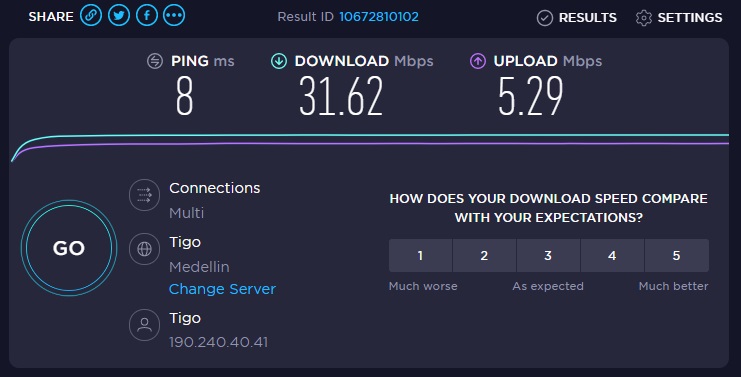 SHARE
Result ID 10672810102
RESULTS
SETTINGS
PING ms
8
DOWNLOAD Mbps
31.62
UPLOAD Mbps
5.29
GO
Connections
Multi
Tigo
Medellin
Change Server
Tigo
190.240.40.41
HOW DOES YOUR DOWNLOAD SPEED COMPARE
WITH YOUR EXPECTATIONS?
1 2 3 4 5
Much worse As expected Much better